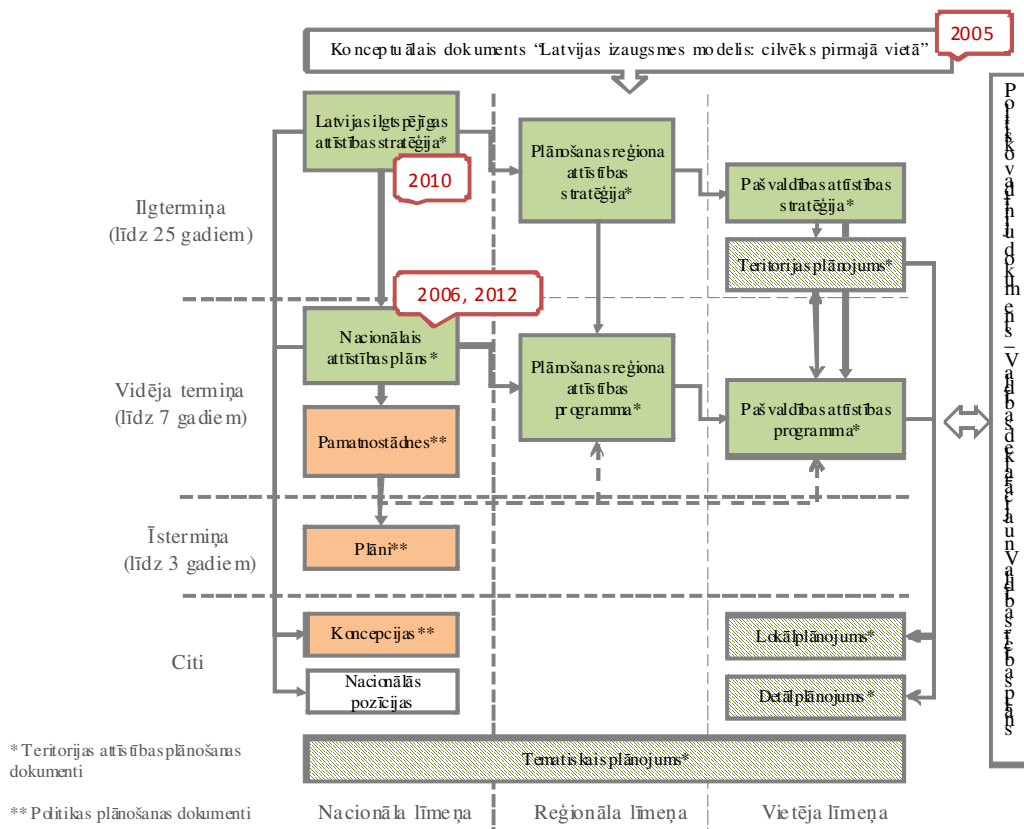 2005
Konceptuālais dokuments “Latvijas izaugsmes modelis: cilvēks pirmajā vietā”
Latvijas ilgtspējīgas
attīstības stratēģija*
2010
Plānošanas reģiona
attīstības
stratēģija*
Pašvaldības attīstības
stratēģija*
Ilgtermiņa
(līdz 25 gadiem)
Teritorijas plānojums*
2006, 2012
Nacionālais
attīstības plāns *
Plānošanas reģiona
attīstības
programma*
Pašvaldības attīstības
programma*
Vidēja termiņa
(līdz 7 gadiem)
Pamatnostādnes**
Īstermiņa
(līdz 3 gadiem)
Plāni**
Koncepcijas**
Lokālplānojums*
Citi
Nacionālās
pozīcijas
Detālplānojums*
Tematiskais plānojums*
* Teritorijas attīstības plānošanas
dokumenti
** Politikas plānošanas dokumenti
Nacionāla līmeņa
Reģionāla līmeņa
Vietēja līmeņa